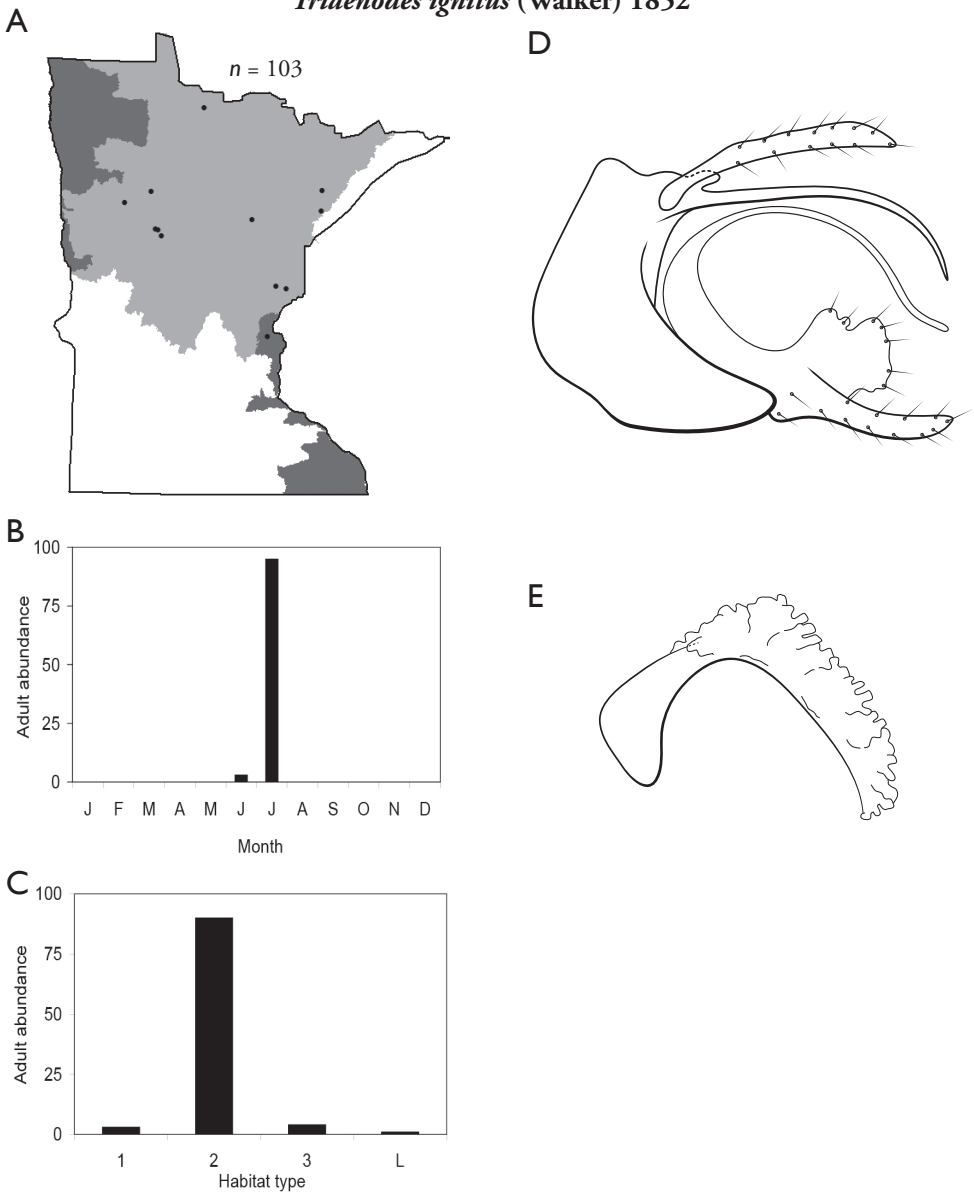 Triaenodes ignitus (Walker) 1852
A
n = 103
D
B
100
75
50
25
0
Adult abundance
J F M A M J J A S O N D
Month
E
C
100
75
50
25
0
Adult abundance
1 2 3 L
Habitat type